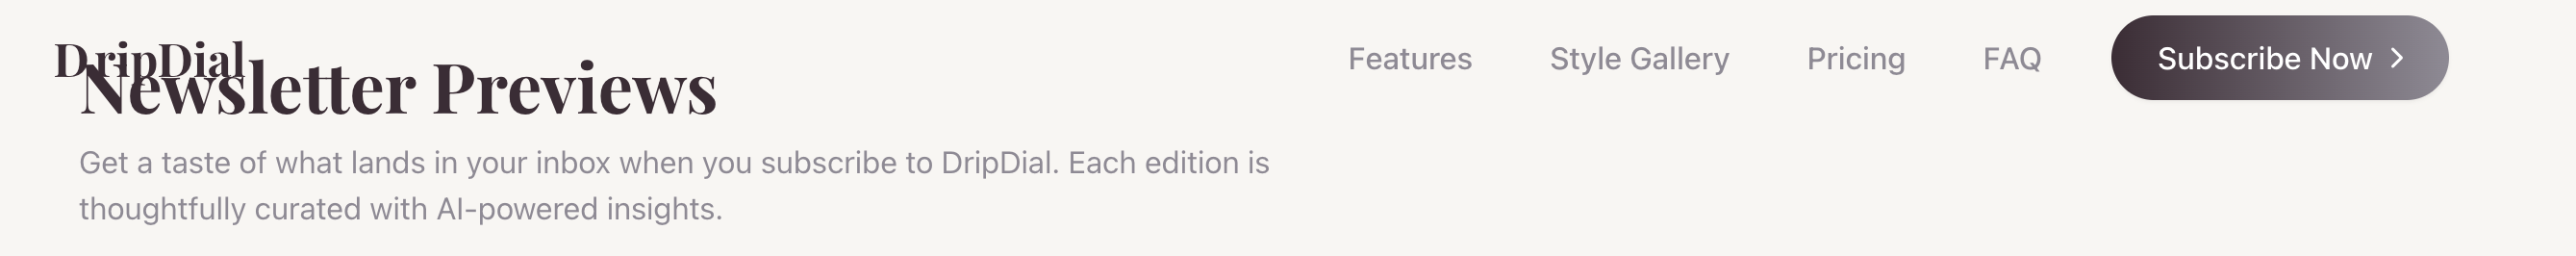 DripDial
Features
Style Gallery
Pricing
FAQ
Subscribe Now
Newsletter Previews
Get a taste of what lands in your inbox when you subscribe to DripDial. Each edition is
thoughtfully curated with AI-powered insights.